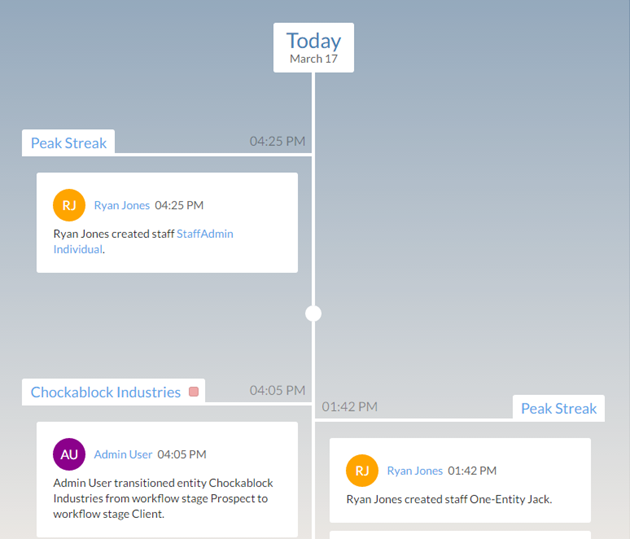 Today
March 17
Peak Streak
04:25 PM
RJ
Ryan Jones 04:25 PM
Ryan Jones created staff StaffAdmin
Individual.
Chockablock Industries
04:05 PM
AU
Admin User 04:05 PM
Admin User transitioned entity Chockablock
Industries from workflow stage Prospect to
workflow stage Client.
01:42 PM
Peak Streak
RJ
Ryan Jones 01:42 PM
Ryan Jones created staff One-Entity Jack.